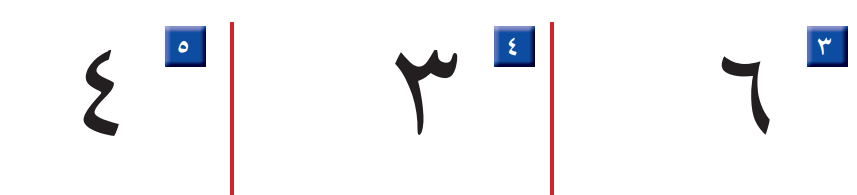 ٣ ٦
٤ ٣
٥ ٤